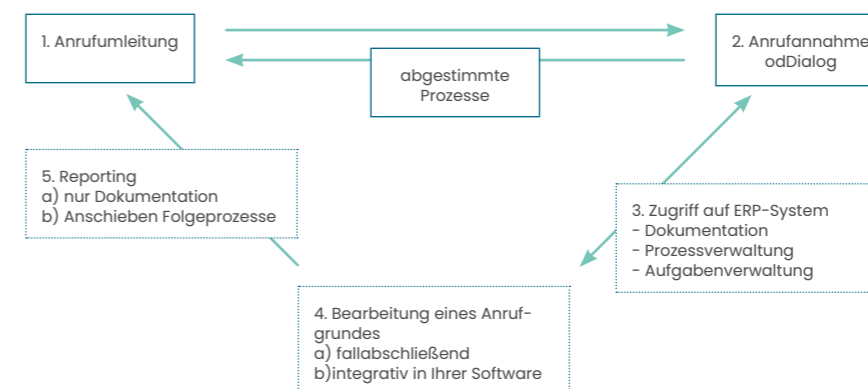 1. Anrufumleitung
2. Anrufannahme
odDialog
abgestimmte
Prozesse
5. Reporting
a) nur Dokumentation
b) Anschieben Folgeprozesse
3. Zugriff auf ERP-System
- Dokumentation
- Prozessverwaltung
- Aufgabenverwaltung
4. Bearbeitung eines Anruf-
grundes
a) fallabschließend
b)integrativ in Ihrer Software